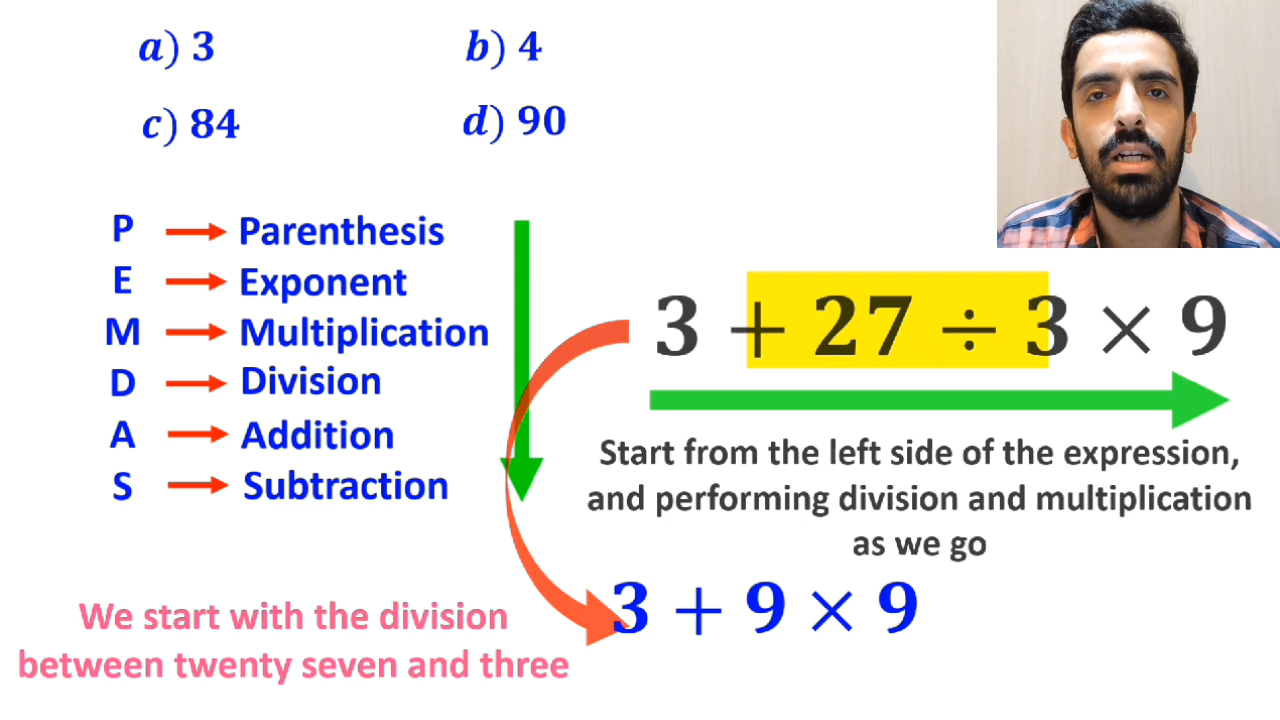 a) 3
b) 4
c) 84
d) 90
P → Parenthesis
E → Exponent
M → Multiplication
D → Division
A → Addition
S → Subtraction
3 + 27 ÷ 3 × 9
Start from the left side of the expression,
and performing division and multiplication
as we go
3 + 9 × 9
We start with the division
between twenty seven and three